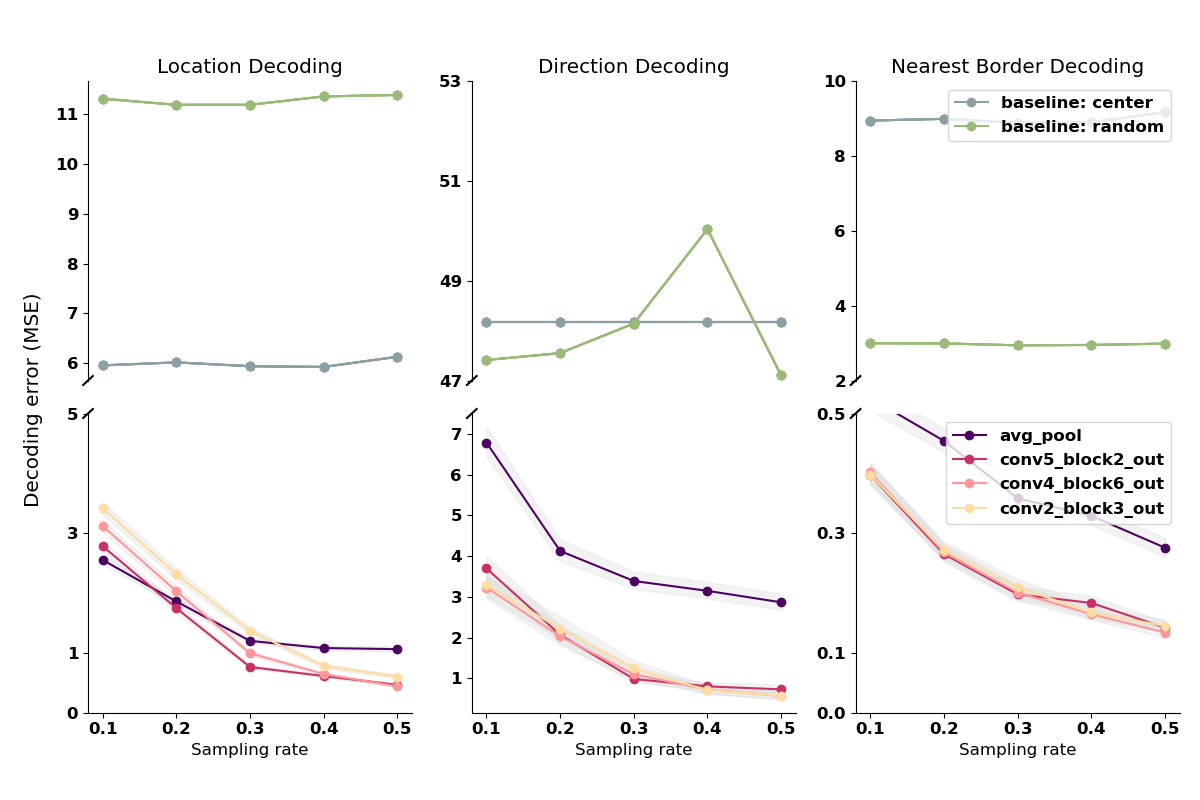 Location Decoding
Direction Decoding
Nearest Border Decoding
Decoding error (MSE)
11
10
9
8
7
6
5
3
1
0
0.1 0.2 0.3 0.4 0.5
Sampling rate
53
51
49
47
7
6
5
4
3
2
1
0.1 0.2 0.3 0.4 0.5
Sampling rate
10
8
6
4
2
baseline: center
baseline: random
0.5
0.3
0.1
0.0
avg_pool
conv5_block2_out
conv4_block6_out
conv2_block3_out
0.1 0.2 0.3 0.4 0.5
Sampling rate